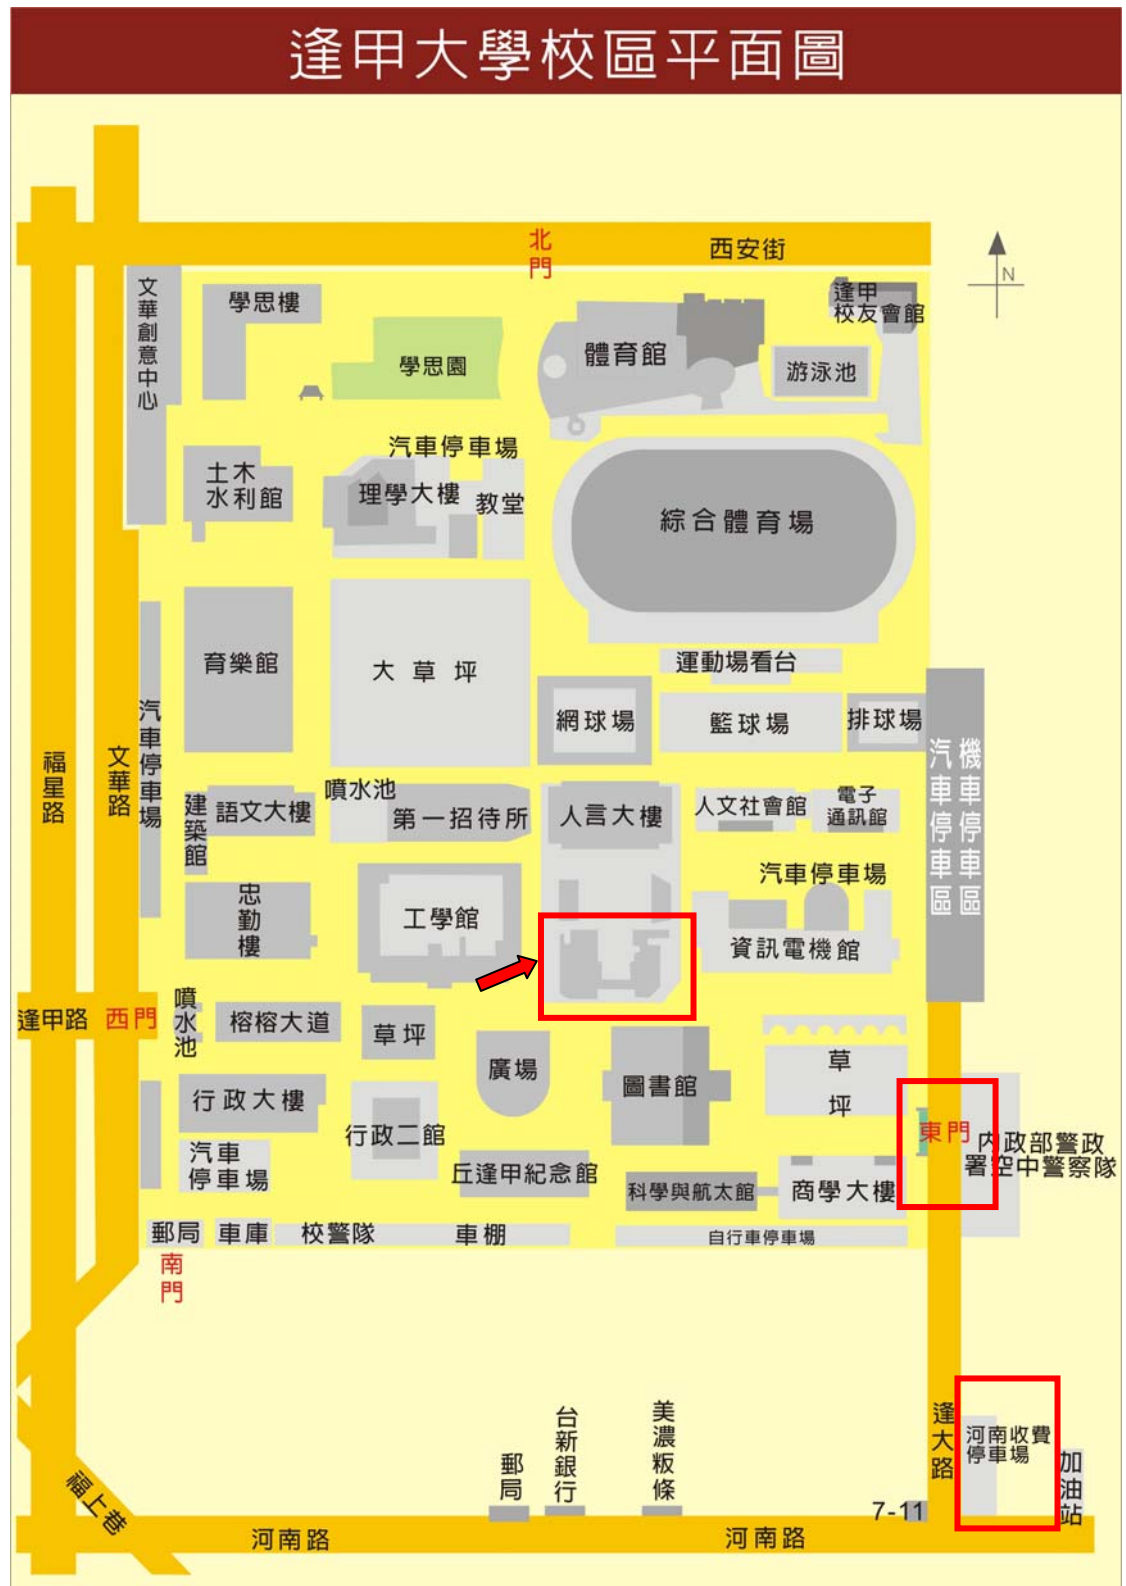 逢甲大學校區平面圖
北門
西安街
N
文華創意中心
學思樓
學思園
體育館
逢甲
校友會館
游泳池
土木
水利館
汽車停車場
理學大樓
教堂
綜合體育場
育樂館
大草坪
運動場看台
網球場
籃球場
排球場
福星路
文華路
汽車停車場
汽車停車區
機車停車區
建築館
語文大樓
噴水池
第一招待所
人言大樓
人文社會館
電子
通訊館
汽車停車場
忠勤樓
工學館
資訊電機館
逢甲路
西門
噴水池
榕榕大道
草坪
廣場
圖書館
草坪
行政大樓
行政二館
東門
內政部警政
署空中警察隊
汽車
停車場
丘逢甲紀念館
科學與航太館
商學大樓
郵局
車庫
校警隊
車棚
自行車停車場
南門
福上巷
郵局
台新銀行
美濃粄條
逢大路
河南收費
停車場
加油站
7-11
河南路
河南路